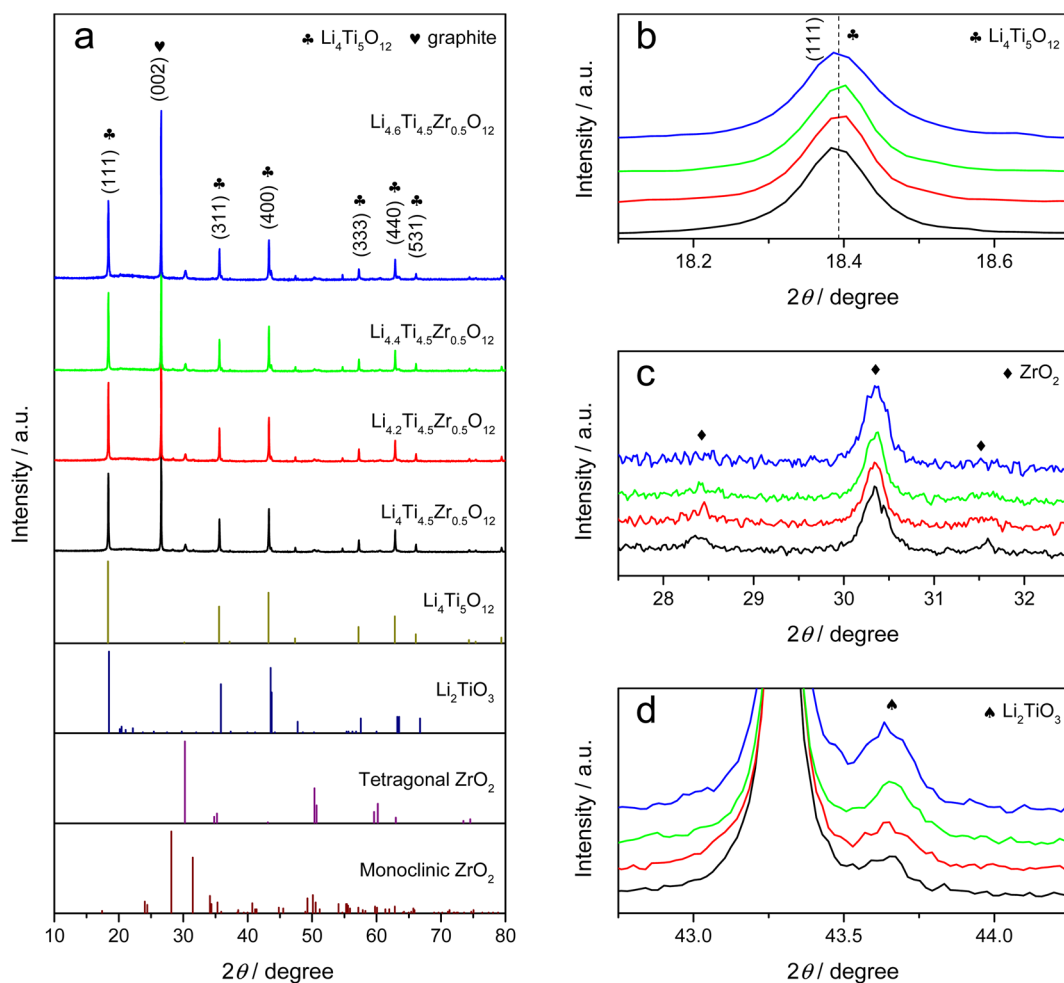 a
♣ Li₄Ti₅O₁₂ ♥ graphite
(111) ♣
(002) ♥
Li₄.₆Ti₄.₅Zr₀.₅O₁₂
(311) ♣
(400) ♣
(333) ♣
(440) ♣
(531) ♣
Li₄.₄Ti₄.₅Zr₀.₅O₁₂
Li₄.₂Ti₄.₅Zr₀.₅O₁₂
Li₄Ti₄.₅Zr₀.₅O₁₂
Li₄Ti₅O₁₂
Li₂TiO₃
Tetragonal ZrO₂
Monoclinic ZrO₂
Intensity / a.u.
10 20 30 40 50 60 70 80
2θ / degree
b
(111) ♣
♣ Li₄Ti₅O₁₂
Intensity / a.u.
18.2 18.4 18.6
2θ / degree
c
♦ ZrO₂
♦ ♦ ♦
Intensity / a.u.
28 29 30 31 32
2θ / degree
d
♠ ♠ Li₂TiO₃
Intensity / a.u.
43.0 43.5 44.0
2θ / degree